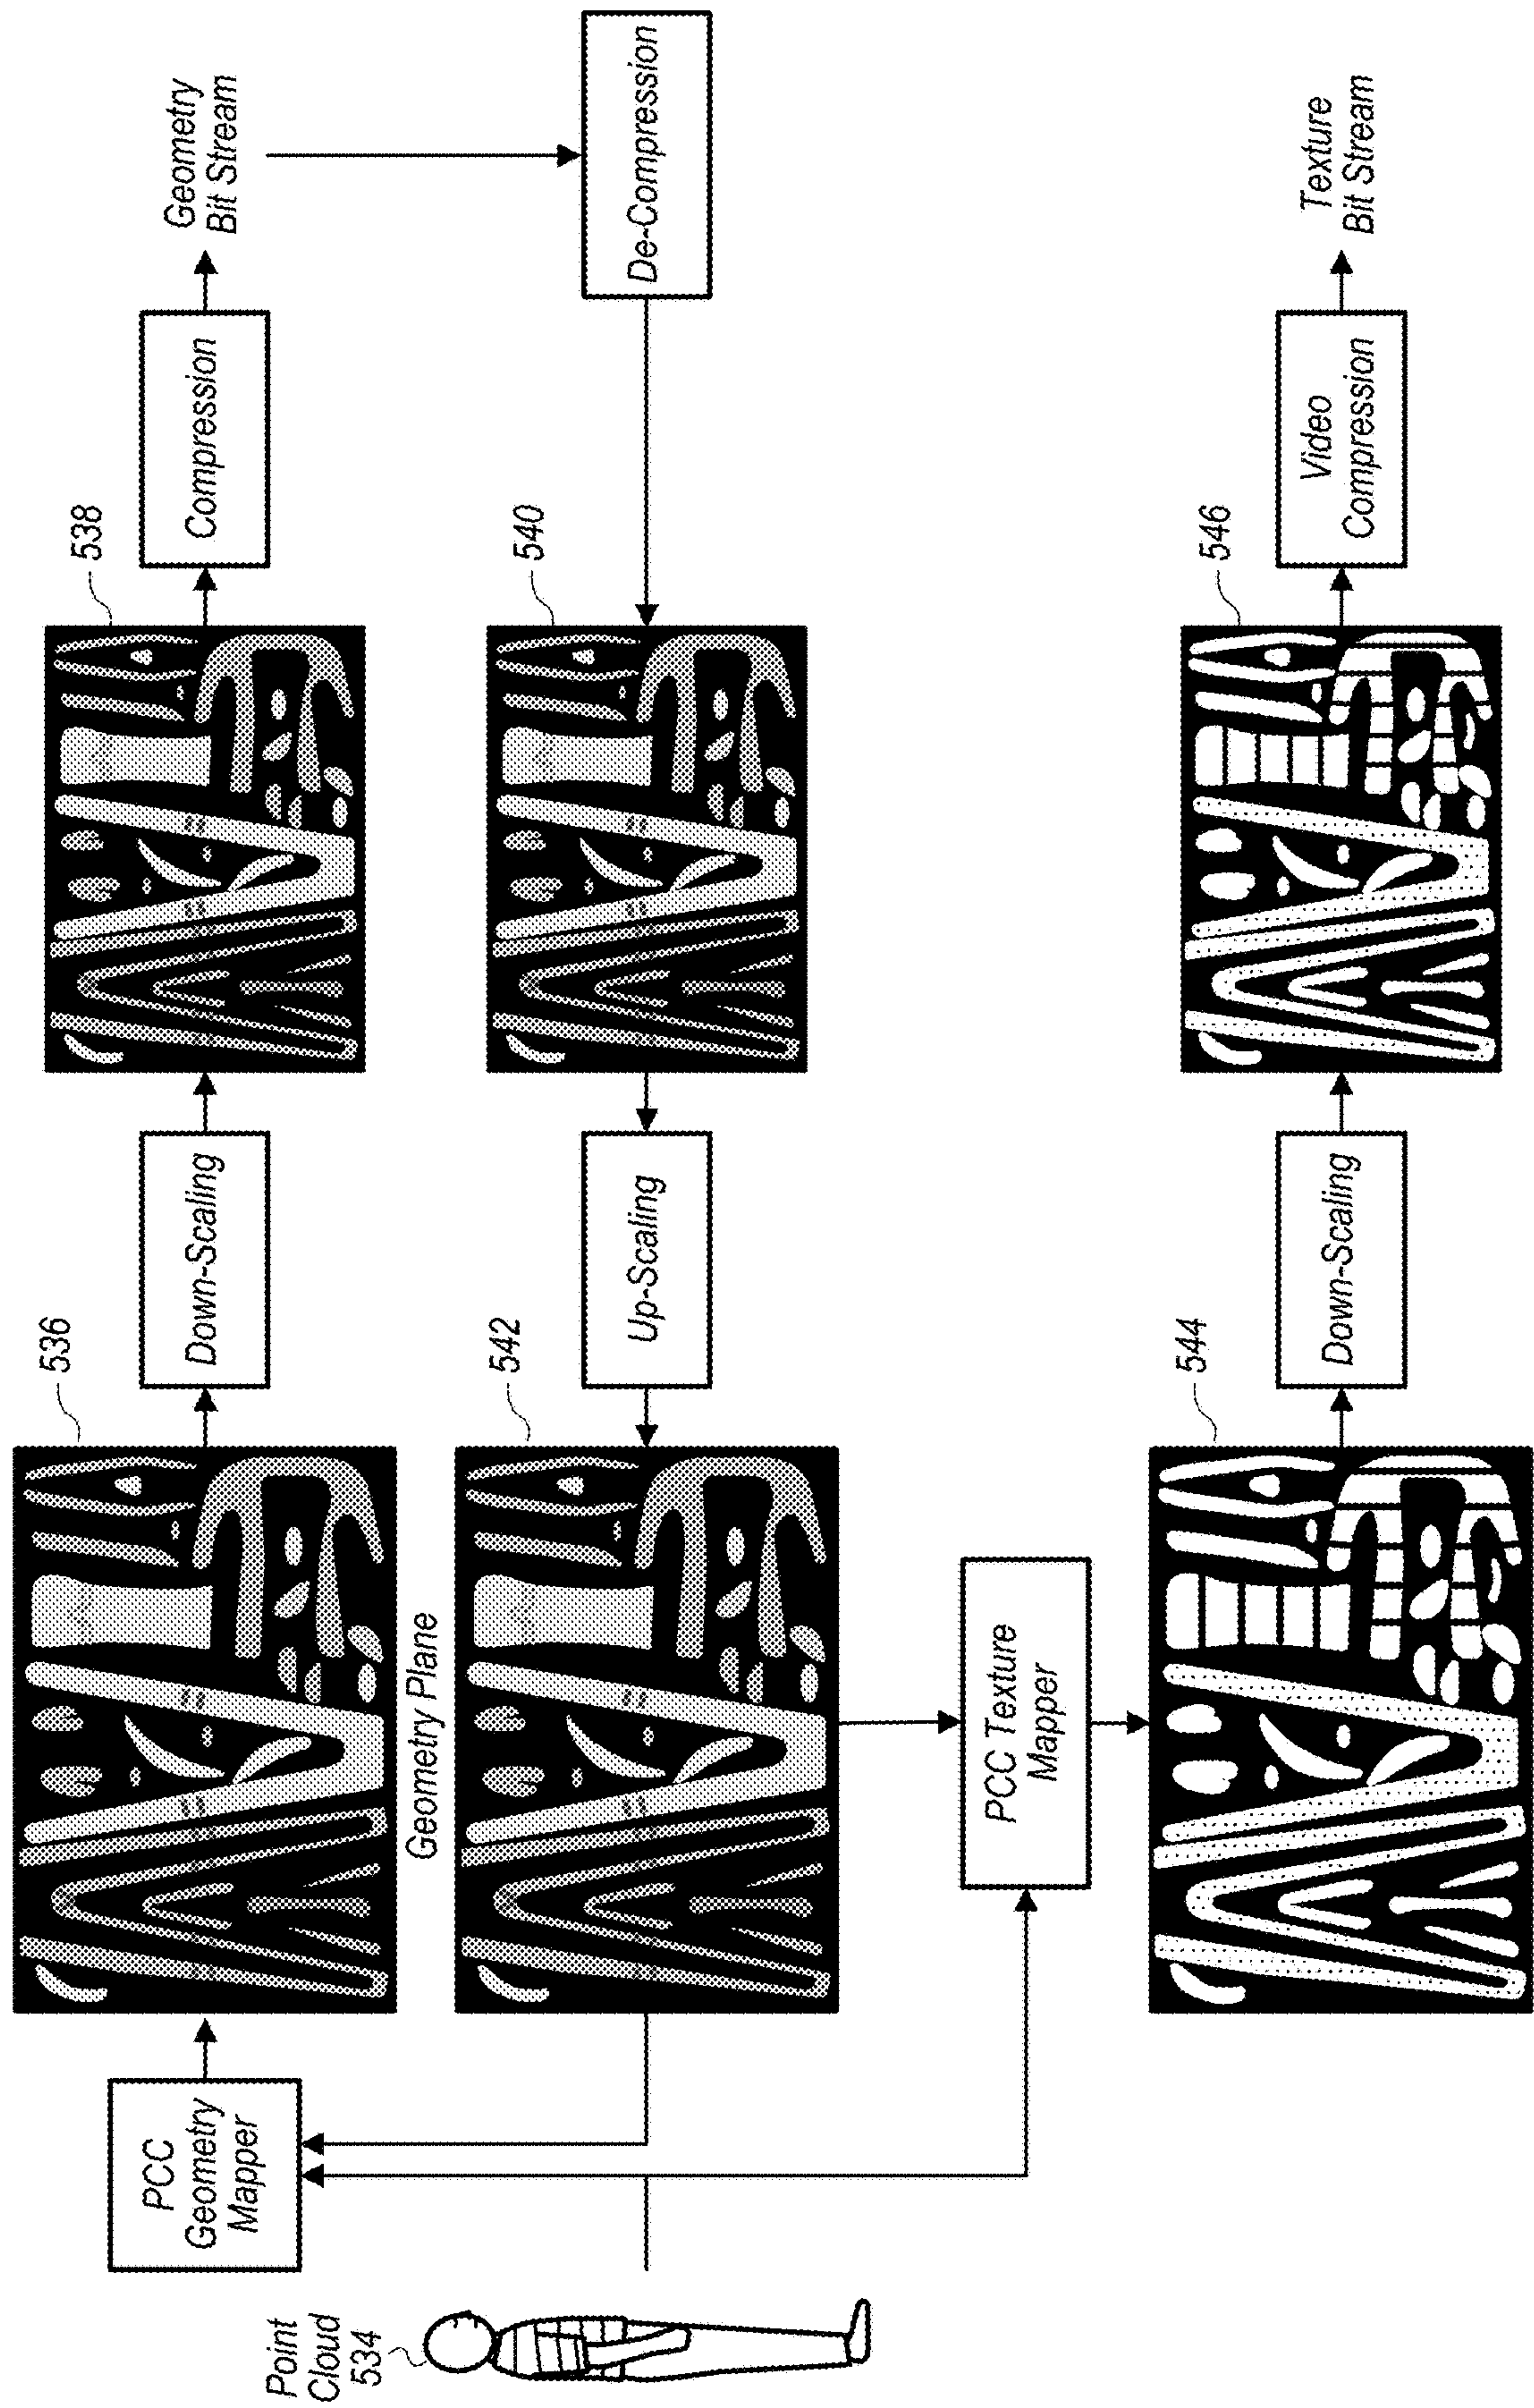 Point
Cloud
534
PCC
Geometry
Mapper
536
Down-Scaling
538
Compression
Geometry
Bit Stream
Geometry Plane
542
Up-Scaling
540
De-Compression
PCC Texture
Mapper
544
Down-Scaling
546
Video
Compression
Texture
Bit Stream